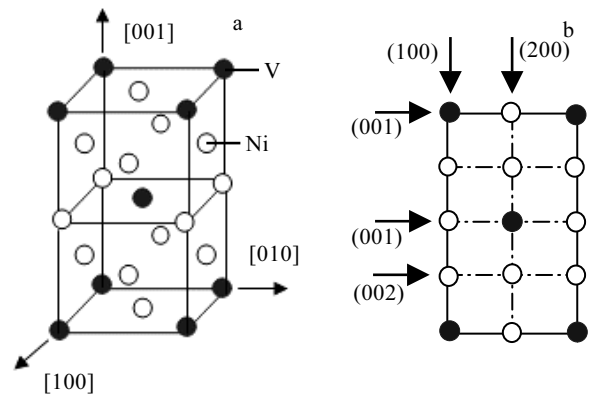 [001]
a
V
Ni
[010]
[100]
b
(100)
(200)
(001)
(001)
(002)